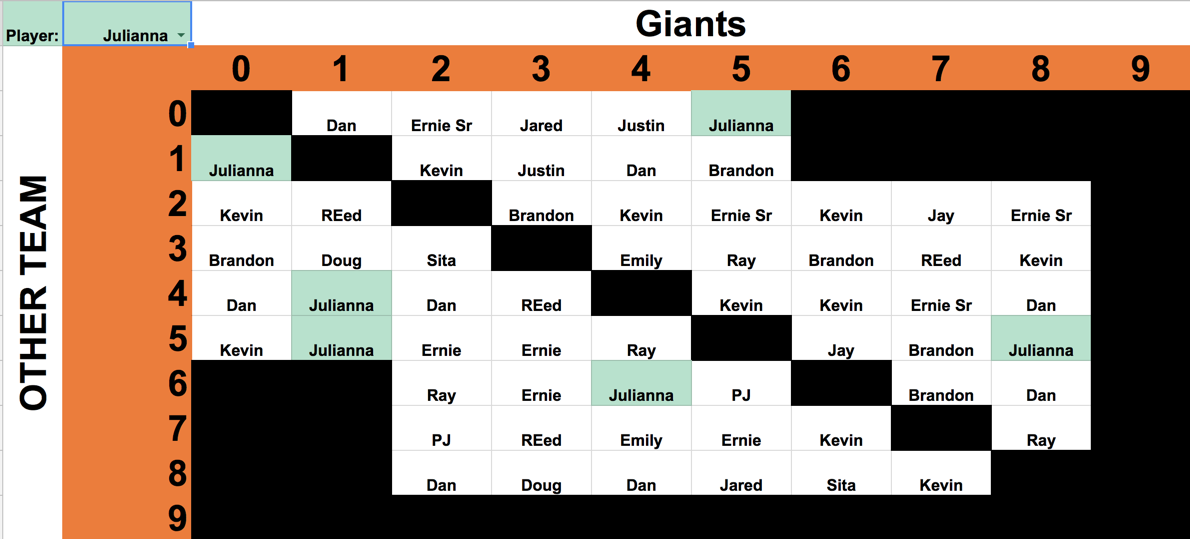 Player: Julianna Giants
0 1 2 3 4 5 6 7 8 9
OTHER TEAM
0 Dan Ernie Sr Jared Justin Julianna
1 Julianna Kevin Justin Dan Brandon
2 Kevin REed Brandon Kevin Ernie Sr Kevin Jay Ernie Sr
3 Brandon Doug Sita Emily Ray Brandon REed Kevin
4 Dan Julianna Dan REed Kevin Kevin Ernie Sr Dan
5 Kevin Julianna Ernie Ernie Ray Jay Brandon Julianna
6 Ray Ernie Julianna PJ Brandon Dan
7 PJ REed Emily Ernie Kevin Ray
8 Dan Doug Dan Jared Sita Kevin
9